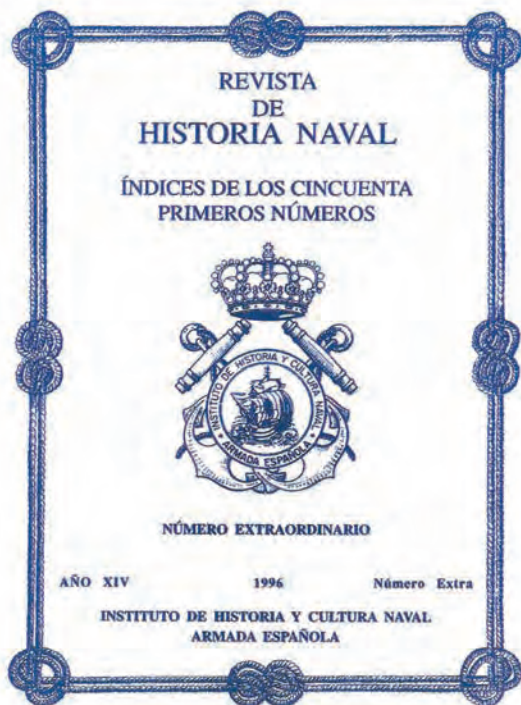 REVISTA
DE
HISTORIA NAVAL
ÍNDICES DE LOS CINCUENTA
PRIMEROS NÚMEROS
INSTITUTO DE HISTORIA Y CULTURA NAVAL
ARMADA ESPAÑOLA
NÚMERO EXTRAORDINARIO
AÑO XIV 1996 Número Extra
INSTITUTO DE HISTORIA Y CULTURA NAVAL
ARMADA ESPAÑOLA